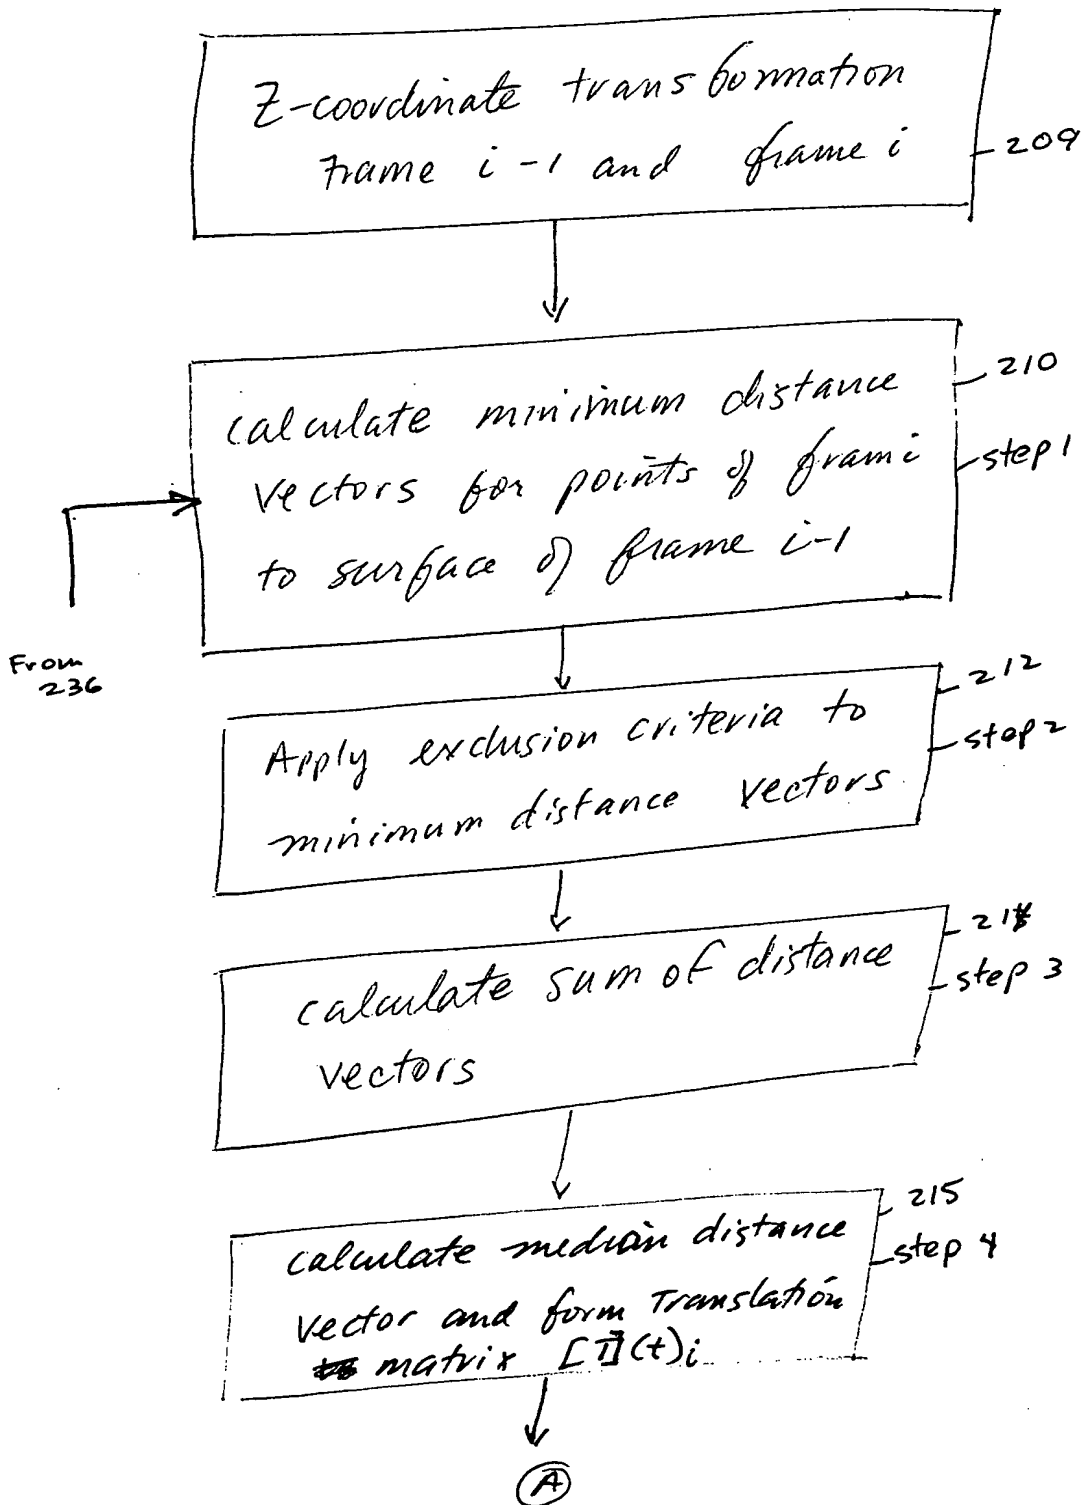 Z-coordinate transformation
Frame i-1 and frame i
209
calculate minimum distance
vectors for points of frami
to surface of frame i-1
210
step 1
From
236
Apply exclusion criteria to
minimum distance vectors
212
step 2
calculate sum of distance
vectors
step 3
calculate median distance
vector and form Translation
matrix (t)i
215
step 4
A